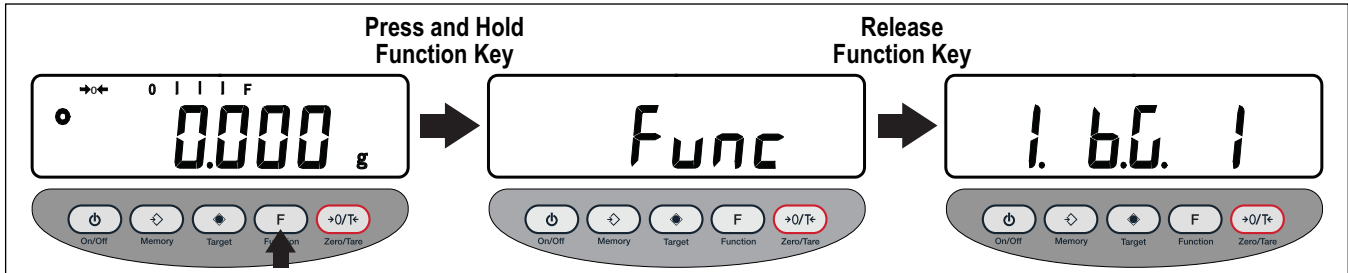 Press and Hold
Function Key
Release
Function Key
→0← 0 | | | F
0.000 g
Func
1. b.G. 1
F →0/T←
On/Off Memory Target Function Zero/Tare
F →0/T←
On/Off Memory Target Function Zero/Tare
F →0/T←
On/Off Memory Target Function Zero/Tare